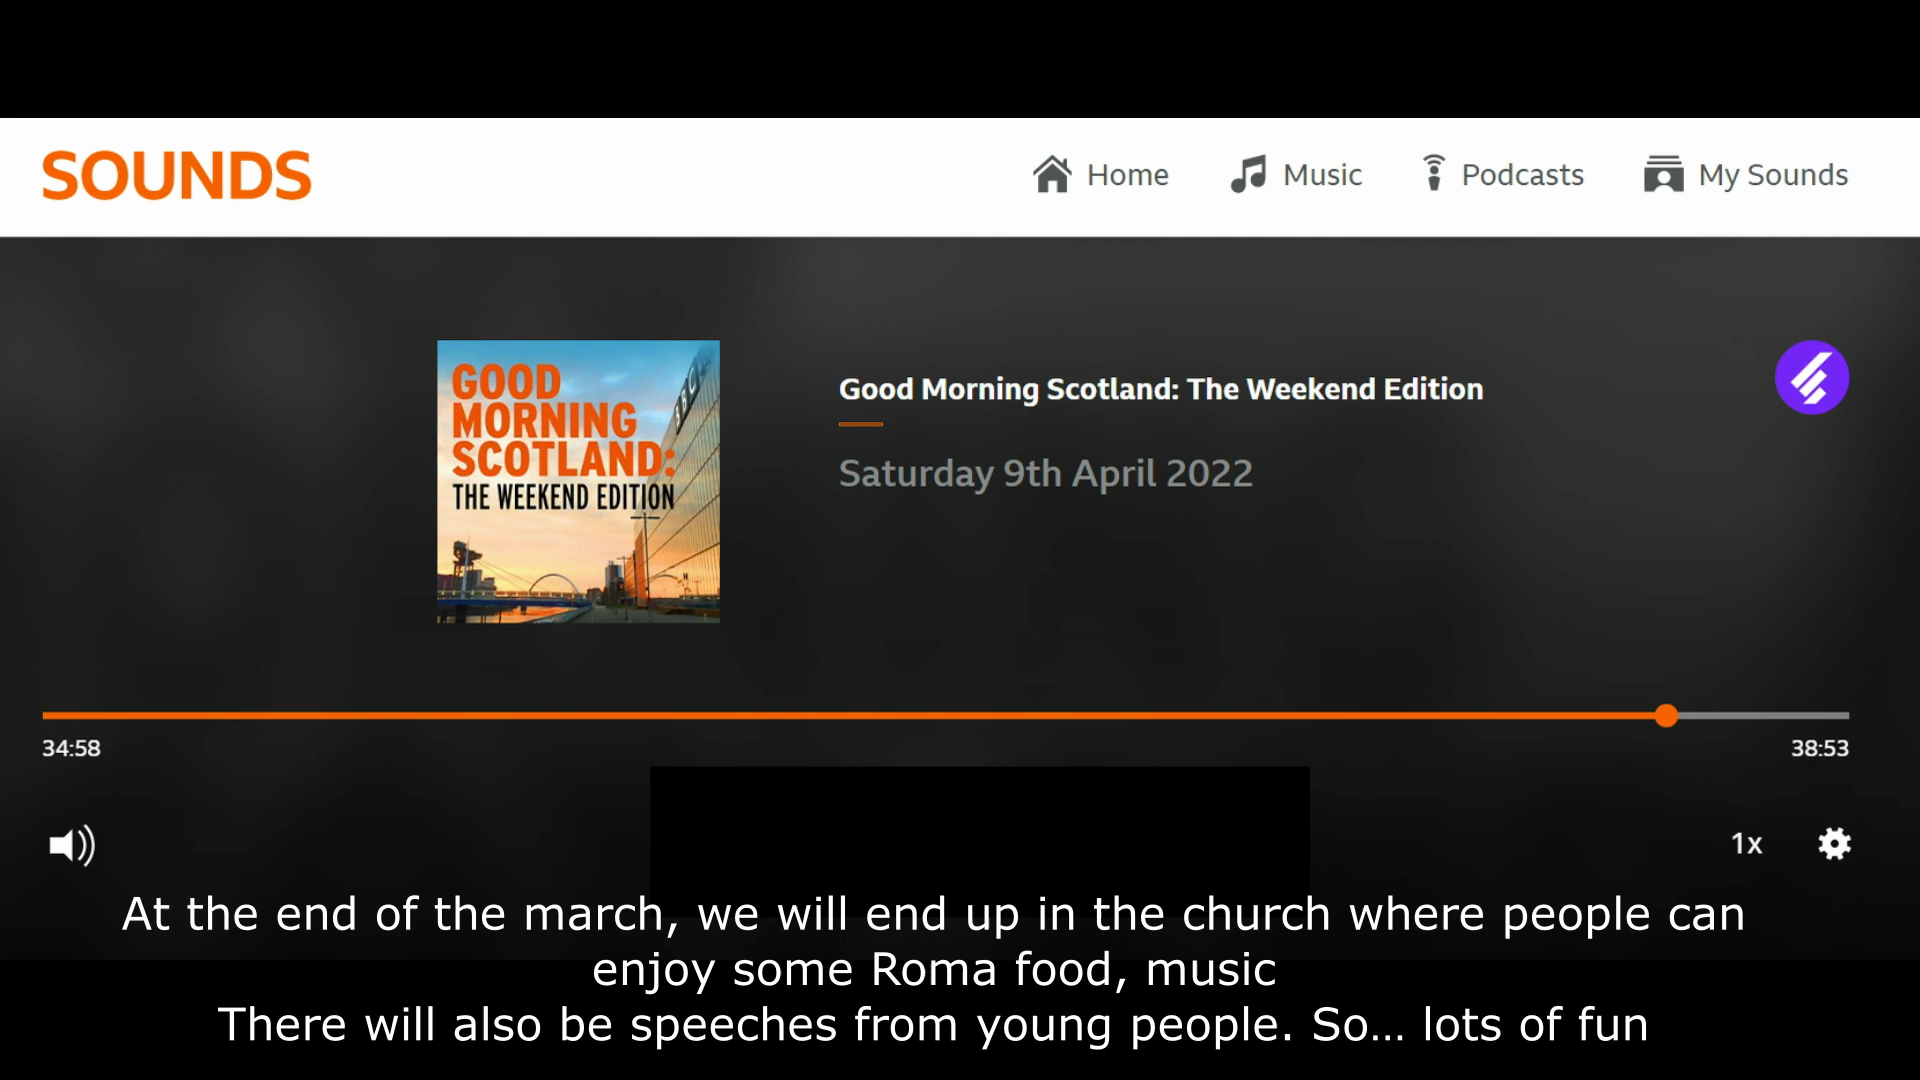 SOUNDS
Home
Music
Podcasts
My Sounds
GOOD
MORNING
SCOTLAND:
THE WEEKEND EDITION
BBC
Good Morning Scotland: The Weekend Edition
Saturday 9th April 2022
34:58
38:53
1x
At the end of the march, we will end up in the church where people can
enjoy some Roma food, music
There will also be speeches from young people. So... lots of fun